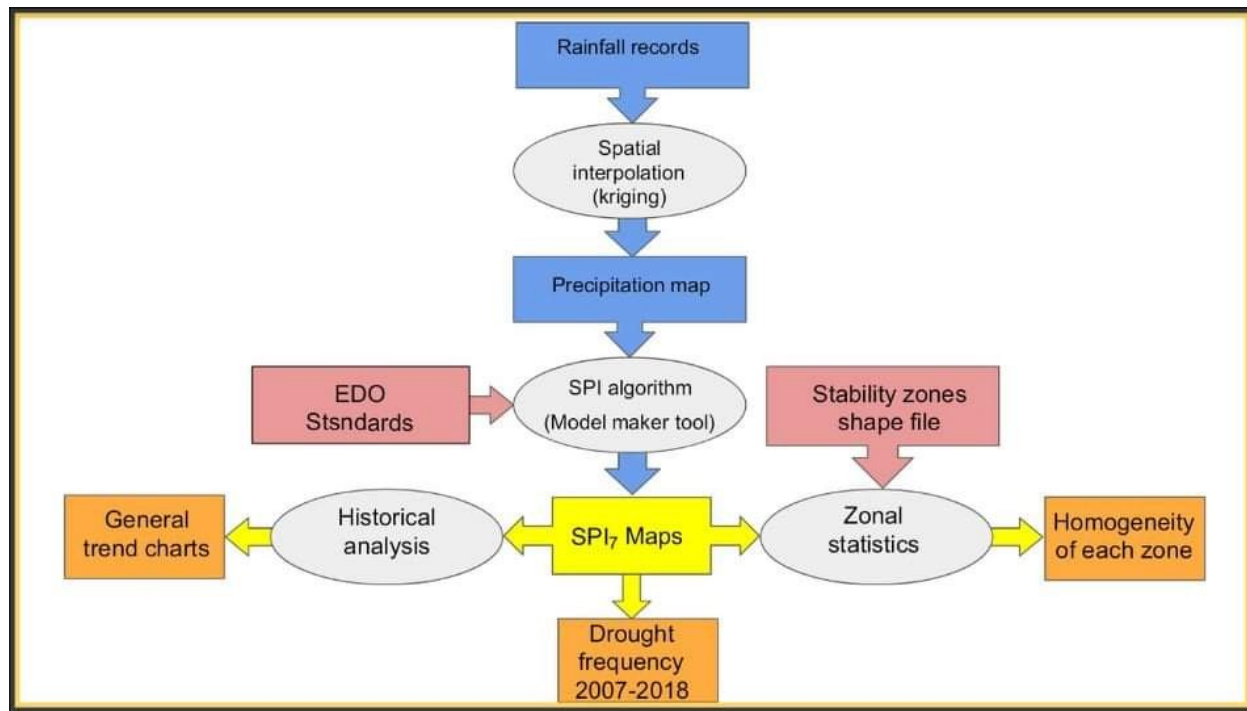 Rainfall records
Spatial
interpolation
(kriging)
Precipitation map
EDO
Stsndards
SPI algorithm
(Model maker tool)
Stability zones
shape file
General
trend charts
Historical
analysis
SPI₇ Maps
Zonal
statistics
Homogeneity
of each zone
Drought
frequency
2007-2018